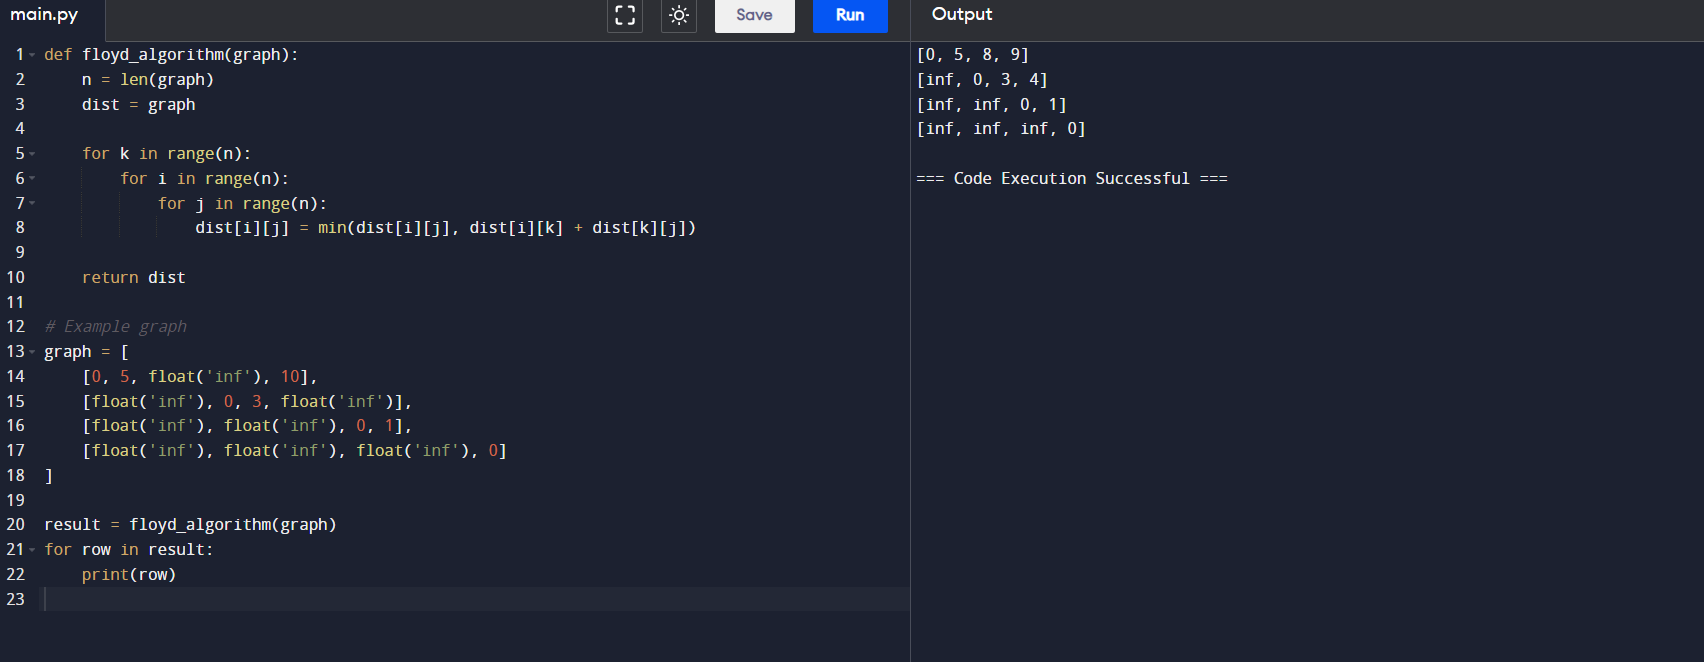 main.py
Save
Run
Output
1 def floyd_algorithm(graph):
2     n = len(graph)
3     dist = graph
4
5     for k in range(n):
6         for i in range(n):
7             for j in range(n):
8                 dist[i][j] = min(dist[i][j], dist[i][k] + dist[k][j])
9
10     return dist
11
12 # Example graph
13 graph = [
14     [0, 5, float('inf'), 10],
15     [float('inf'), 0, 3, float('inf')],
16     [float('inf'), float('inf'), 0, 1],
17     [float('inf'), float('inf'), float('inf'), 0]
18 ]
19
20 result = floyd_algorithm(graph)
21 for row in result:
22     print(row)
23
[0, 5, 8, 9]
[inf, 0, 3, 4]
[inf, inf, 0, 1]
[inf, inf, inf, 0]
=== Code Execution Successful ===